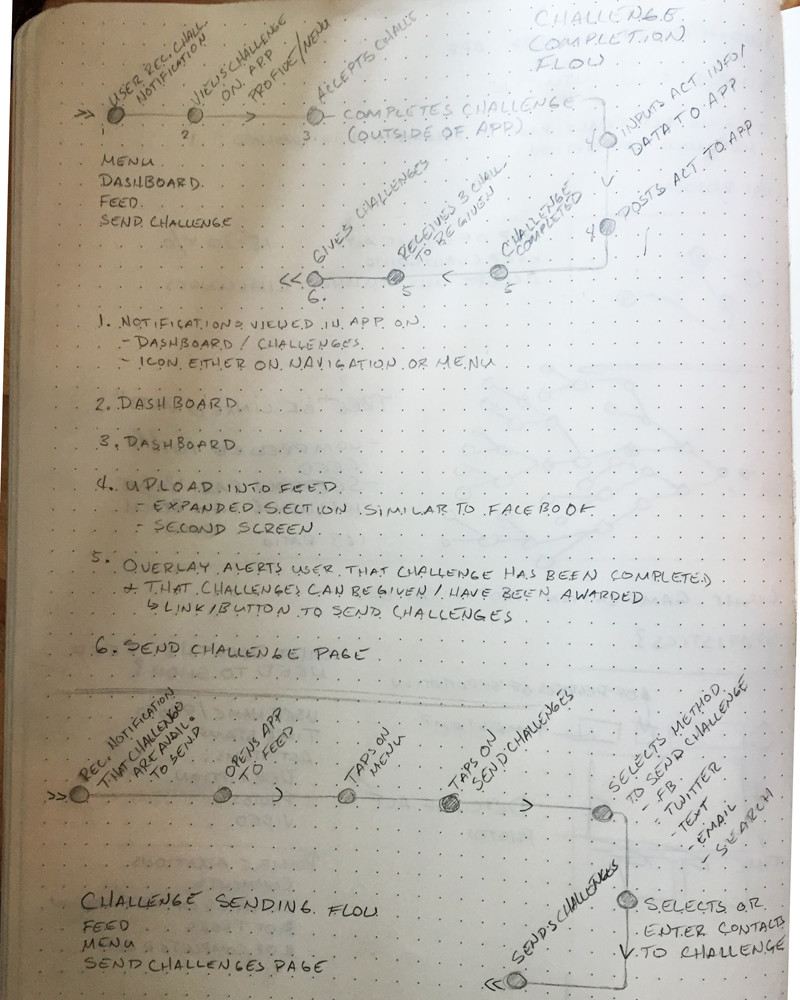 CHALLENGE
COMPLETION
FLOW
USER REC. CHALL.
NOTIFICATION
VIEWS CHALLENGE
ON APP
PROFIDE/MENU
ACCEPTS
>>
1
2.
3
COMPLETES CHALLENGE
(OUTSIDE OF APP)
4
INPUTS ACT INFO/
DATA TO APP
4
POSTS ACT TO APP
MENU
DASHBOARD.
FEED.
SEND CHALLENGE
GIVES CHALLENGES
RECEIVES 3 CHALL
TO BE GIVEN
CHALLENGE
COMPLETED
<<
6.
5
5
1. NOTIFICATIONS VIEWED IN APP ON
- DASHBOARD / CHALLENGES
- ICON EITHER ON NAVIGATION OR MENU
2. DASHBOARD
3. DASHBOARD
4. UPLOAD INTO FEED
- EXPANDED SECTION SIMILAR TO FACEBOOK
- SECOND SCREEN
5. OVERLAY ALERTS USER THAT CHALLENGE HAS BEEN COMPLETED
+ THAT CHALLENGES CAN BE GIVEN / HAVE BEEN AWARDED
↳ LINK/BUTTON TO SEND CHALLENGES
6. SEND CHALLENGE PAGE
REC. NOTIFICATION
THAT CHALLENGES
ARE AVAIL.
TO SEND
OPENS APP
TO FEED
TAPS ON
MENU
TAPS ON
SEND CHALLENGES
SELECTS METHOD
TO SEND CHALLENGE
- FB.
- TWITTER
- TEXT
- EMAIL
- SEARCH
>>
SELECTS OR
ENTER CONTACTS
TO CHALLENGE
SENDS CHALLENGES
<<
CHALLENGE SENDING FLOW
FEED
MENU
SEND CHALLENGES PAGE